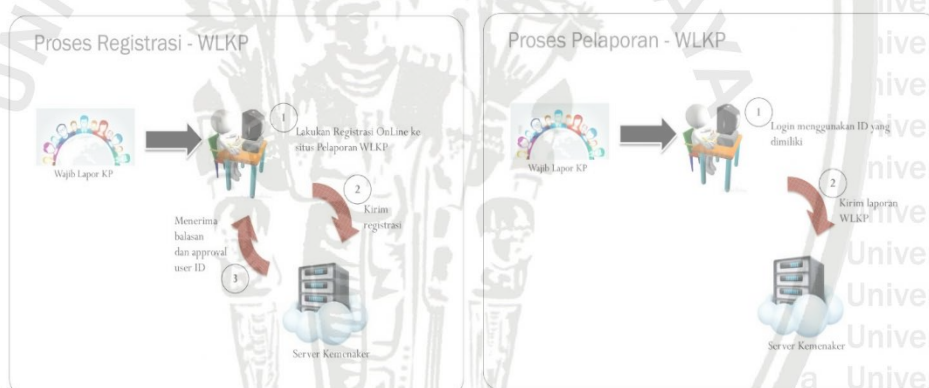 Proses Registrasi - WLKP
Wajib Lapor KP
1
Lakukan Registrasi OnLine ke
situs Pelaporan WLKP
2
Kirim
registrasi
Menerima
balasan
dan approval
user ID
3
Server Kemenaker
Proses Pelaporan - WLKP
Wajib Lapor KP
1
Login menggunakan ID yang
dimiliki
2
Kirim laporan
WLKP
Server Kemenaker